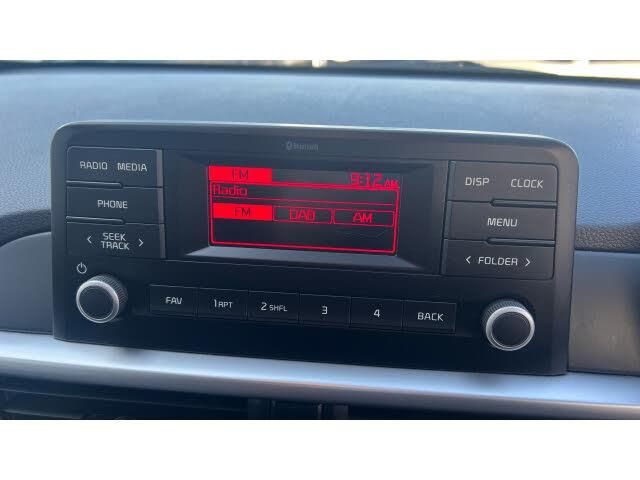 Bluetooth
RADIO MEDIA
PHONE
< SEEK TRACK >
FM 9:12 AM
Radio
FM DAB AM
DISP CLOCK
MENU
< FOLDER >
FAV 1 RPT 2 SHFL 3 4 BACK